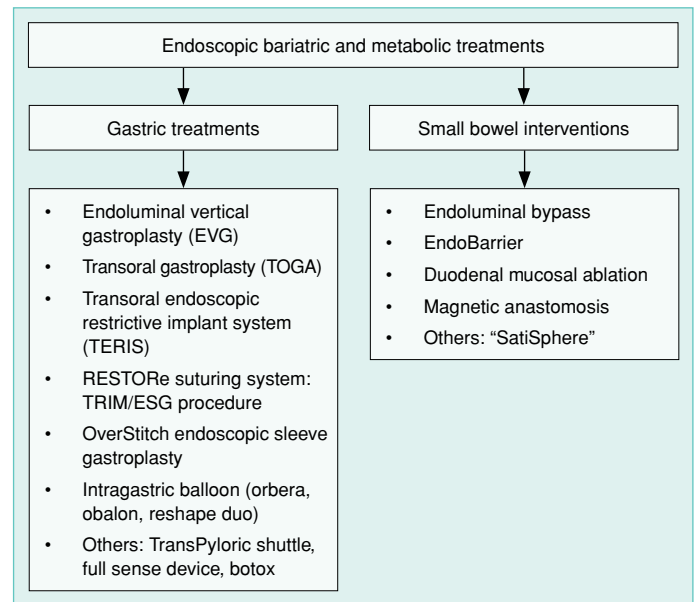 Endoscopic bariatric and metabolic treatments
Gastric treatments
• Endoluminal vertical
gastroplasty (EVG)
• Transoral gastroplasty (TOGA)
• Transoral endoscopic
restrictive implant system
(TERIS)
• RESTORe suturing system:
TRIM/ESG procedure
• OverStitch endoscopic sleeve
gastroplasty
• Intragastric balloon (orbera,
obalon, reshape duo)
• Others: TransPyloric shuttle,
full sense device, botox
Small bowel interventions
• Endoluminal bypass
• EndoBarrier
• Duodenal mucosal ablation
• Magnetic anastomosis
• Others: “SatiSphere”